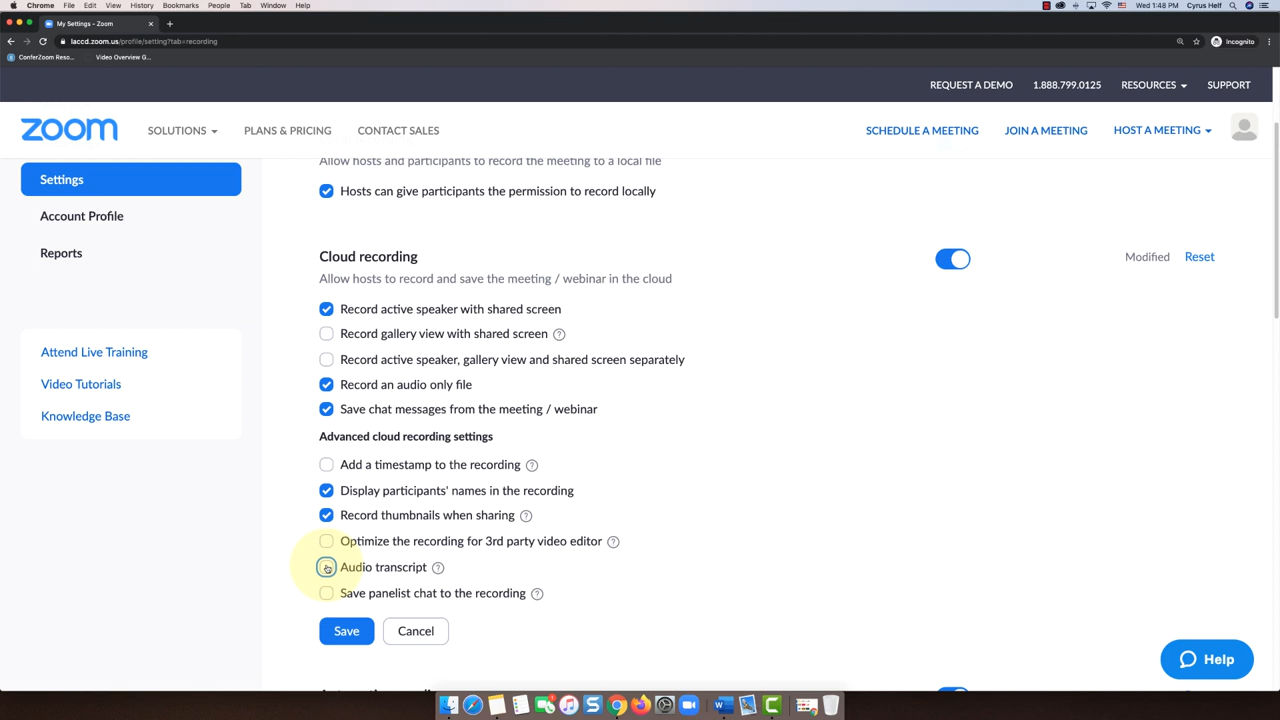 Chrome File Edit View History Bookmarks People Tab Window Help
Wed 1:48 PM Cyrus Helf
My Settings - Zoom
laccd.zoom.us/profile/setting?tab=recording
Incognito
ConferZoom Reso...
Video Overview G...
REQUEST A DEMO 1.888.799.0125 RESOURCES SUPPORT
zoom SOLUTIONS PLANS & PRICING CONTACT SALES SCHEDULE A MEETING JOIN A MEETING HOST A MEETING
Settings
Account Profile
Reports
Attend Live Training
Video Tutorials
Knowledge Base
Allow hosts and participants to record the meeting to a local file
Hosts can give participants the permission to record locally
Cloud recording
Modified Reset
Allow hosts to record and save the meeting / webinar in the cloud
Record active speaker with shared screen
Record gallery view with shared screen ?
Record active speaker, gallery view and shared screen separately
Record an audio only file
Save chat messages from the meeting / webinar
Advanced cloud recording settings
Add a timestamp to the recording ?
Display participants' names in the recording
Record thumbnails when sharing ?
Optimize the recording for 3rd party video editor ?
Audio transcript ?
Save panelist chat to the recording ?
Save Cancel
Help